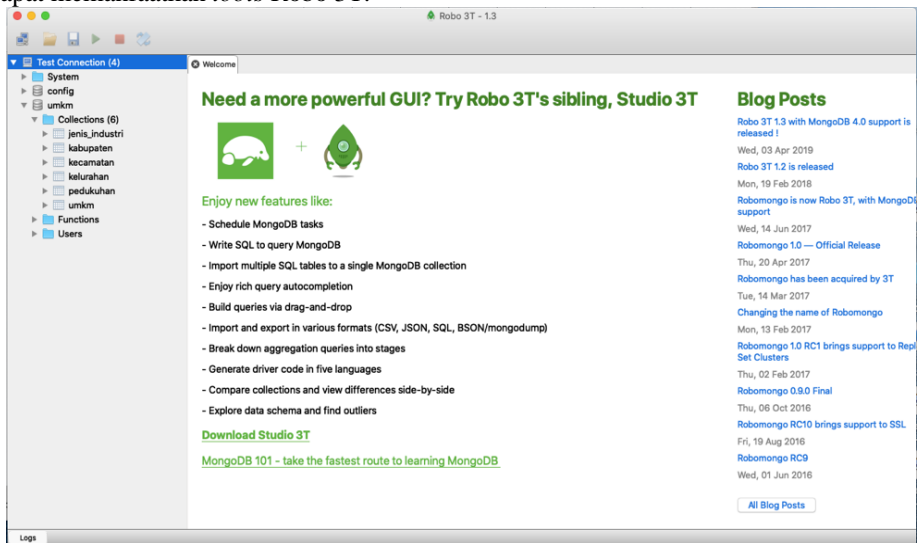 tools Robo 3T.
Robo 3T - 1.3
Test Connection (4)
System
config
umkm
Collections (6)
jenis_industri
kabupaten
kecamatan
kelurahan
pedukuhan
umkm
Functions
Users
Welcome
Need a more powerful GUI? Try Robo 3T's sibling, Studio 3T
+
Enjoy new features like:
- Schedule MongoDB tasks
- Write SQL to query MongoDB
- Import multiple SQL tables to a single MongoDB collection
- Enjoy rich query autocompletion
- Build queries via drag-and-drop
- Import and export in various formats (CSV, JSON, SQL, BSON/mongodump)
- Break down aggregation queries into stages
- Generate driver code in five languages
- Compare collections and view differences side-by-side
- Explore data schema and find outliers
Download Studio 3T
MongoDB 101 - take the fastest route to learning MongoDB
Blog Posts
Robo 3T 1.3 with MongoDB 4.0 support is
released !
Wed, 03 Apr 2019
Robo 3T 1.2 is released
Mon, 19 Feb 2018
Robomongo is now Robo 3T, with MongoDB
support
Wed, 14 Jun 2017
Robomongo 1.0 — Official Release
Thu, 20 Apr 2017
Robomongo has been acquired by 3T
Tue, 14 Mar 2017
Changing the name of Robomongo
Mon, 13 Feb 2017
Robomongo 1.0 RC1 brings support to Repl
Set Clusters
Thu, 02 Feb 2017
Robomongo 0.9.0 Final
Thu, 06 Oct 2016
Robomongo RC10 brings support to SSL
Fri, 19 Aug 2016
Robomongo RC9
Wed, 01 Jun 2016
All Blog Posts
Logs